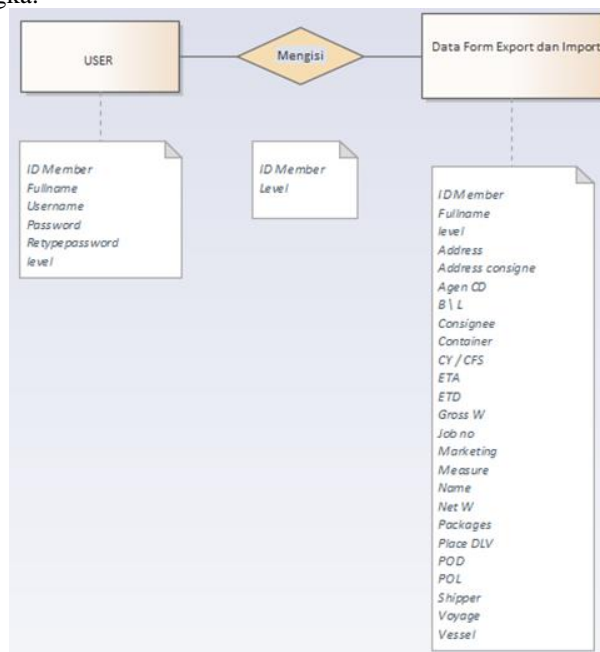 gka.
USER
Mengisi
Data Form Export dan Import
ID Member
Fullname
Username
Password
Retypepassword
level
ID Member
Level
IDMember
Fullname
level
Address
Address consigne
Agen CD
B \ L
Consignee
Container
CY / CFS
ETA
ETD
Gross W
Job no
Marketing
Measure
Name
Net W
Packages
Place DLV
POD
POL
Shipper
Voyage
Vessel